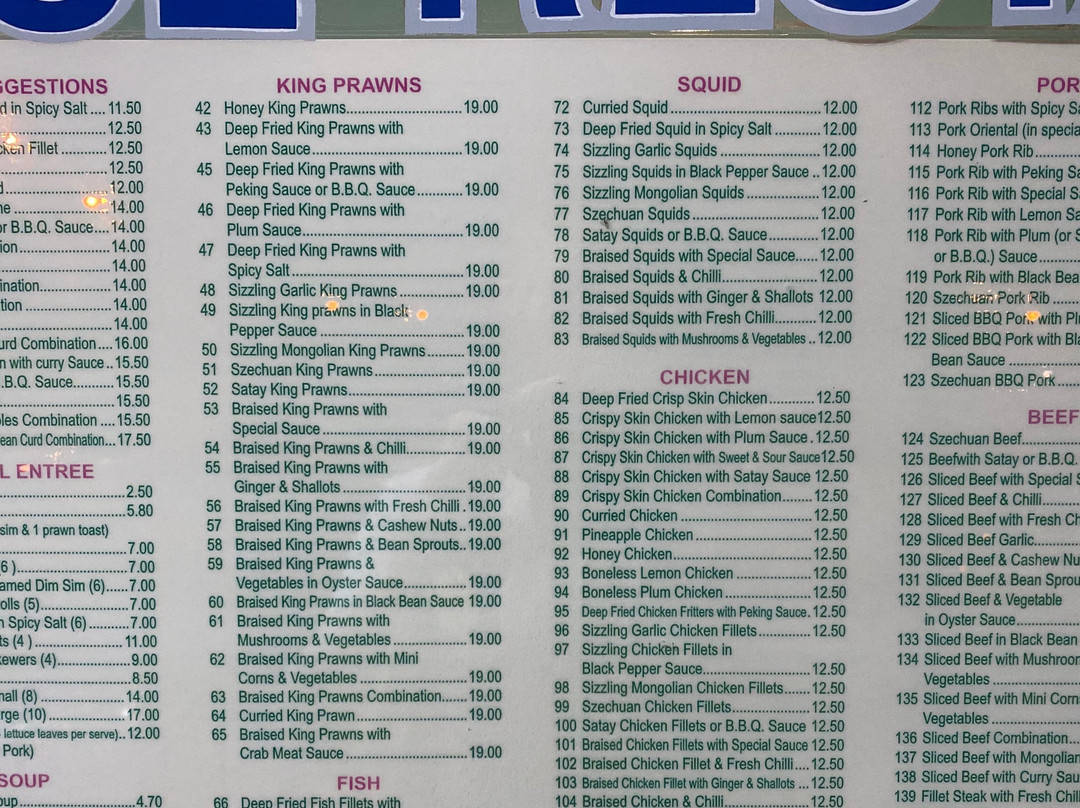 GGESTIONS
d in Spicy Salt .... 11.50
12.50
cken Fillet .......... 12.50
12.50
12.00
14.00
or B.B.Q. Sauce.... 14.00
14.00
14.00
14.00
14.00
14.00
urd Combination.... 16.00
n with curry Sauce .. 15.50
B.Q. Sauce........ 15.50
15.50
les Combination .... 15.50
ean Curd Combination... 17.50
L ENTREE
2.50
5.80
sim & 1 prawn toast)
7.00
(6 ) 7.00
amed Dim Sim (6)..... 7.00
olls (5) 7.00
n Spicy Salt (6) 7.00
ts (4 ) 11.00
kewers (4) 9.00
8.50
all (8) 14.00
rge (10) 17.00
lettuce leaves per serve).. 12.00
Pork)
SOUP
oup 4.70
KING PRAWNS
42 Honey King Prawns 19.00
43 Deep Fried King Prawns with
Lemon Sauce 19.00
45 Deep Fried King Prawns with
Peking Sauce or B.B.Q. Sauce 19.00
46 Deep Fried King Prawns with
Plum Sauce 19.00
47 Deep Fried King Prawns with
Spicy Salt 19.00
48 Sizzling Garlic King Prawns 19.00
49 Sizzling King prawns in Black
Pepper Sauce 19.00
50 Sizzling Mongolian King Prawns 19.00
51 Szechuan King Prawns 19.00
52 Satay King Prawns 19.00
53 Braised King Prawns with
Special Sauce 19.00
54 Braised King Prawns & Chilli 19.00
55 Braised King Prawns with
Ginger & Shallots 19.00
56 Braised King Prawns with Fresh Chilli . 19.00
57 Braised King Prawns & Cashew Nuts .. 19.00
58 Braised King Prawns & Bean Sprouts.. 19.00
59 Braised King Prawns &
Vegetables in Oyster Sauce 19.00
60 Braised King Prawns in Black Bean Sauce 19.00
61 Braised King Prawns with
Mushrooms & Vegetables 19.00
62 Braised King Prawns with Mini
Corns & Vegetables 19.00
63 Braised King Prawns Combination 19.00
64 Curried King Prawn 19.00
65 Braised King Prawns with
Crab Meat Sauce 19.00
FISH
66 Deep Fried Fish Fillets with
SQUID
72 Curried Squid 12.00
73 Deep Fried Squid in Spicy Salt 12.00
74 Sizzling Garlic Squids 12.00
75 Sizzling Squids in Black Pepper Sauce .. 12.00
76 Sizzling Mongolian Squids 12.00
77 Szechuan Squids 12.00
78 Satay Squids or B.B.Q. Sauce 12.00
79 Braised Squids with Special Sauce 12.00
80 Braised Squids & Chilli 12.00
81 Braised Squids with Ginger & Shallots 12.00
82 Braised Squids with Fresh Chilli 12.00
83 Braised Squids with Mushrooms & Vegetables .. 12.00
CHICKEN
84 Deep Fried Crisp Skin Chicken 12.50
85 Crispy Skin Chicken with Lemon sauce 12.50
86 Crispy Skin Chicken with Plum Sauce . 12.50
87 Crispy Skin Chicken with Sweet & Sour Sauce 12.50
88 Crispy Skin Chicken with Satay Sauce 12.50
89 Crispy Skin Chicken Combination 12.50
90 Curried Chicken 12.50
91 Pineapple Chicken 12.50
92 Honey Chicken 12.50
93 Boneless Lemon Chicken 12.50
94 Boneless Plum Chicken 12.50
95 Deep Fried Chicken Fritters with Peking Sauce. 12.50
96 Sizzling Garlic Chicken Fillets 12.50
97 Sizzling Chicken Fillets in
Black Pepper Sauce 12.50
98 Sizzling Mongolian Chicken Fillets 12.50
99 Szechuan Chicken Fillets 12.50
100 Satay Chicken Fillets or B.B.Q. Sauce 12.50
101 Braised Chicken Fillets with Special Sauce 12.50
102 Braised Chicken Fillet & Fresh Chilli 12.50
103 Braised Chicken Fillet with Ginger & Shallots ... 12.50
104 Braised & Chilli 12.50
POR
112 Pork Ribs with Spicy Sa
113 Pork Oriental (in specia
114 Honey Pork Rib
115 Pork Rib with Peking Sa
116 Pork Rib with Special S
117 Pork Rib with Lemon Sa
118 Pork Rib with Plum (or S
or B.B.Q.) Sauce
119 Pork Rib with Black Bea
120 Szechuan Pork Rib
121 Sliced BBQ Pork with Pl
122 Sliced BBQ Pork with Bla
Bean Sauce
123 Szechuan BBQ Pork
BEEF
124 Szechuan Beef
125 Beefwith Satay or B.B.Q.
126 Sliced Beef with Special S
127 Sliced Beef & Chilli
128 Sliced Beef with Fresh Ch
129 Sliced Beef Garlic
130 Sliced Beef & Cashew Nu
131 Sliced Beef & Bean Sprou
132 Sliced Beef & Vegetable
in Oyster Sauce
133 Sliced Beef in Black Bean
134 Sliced Beef with Mushroom
Vegetables
135 Sliced Beef with Mini Corn
Vegetables
136 Sliced Beef Combination
137 Sliced Beef with Mongolian
138 Sliced Beef with Curry Sau
139 Fillet Steak with Fresh Chill